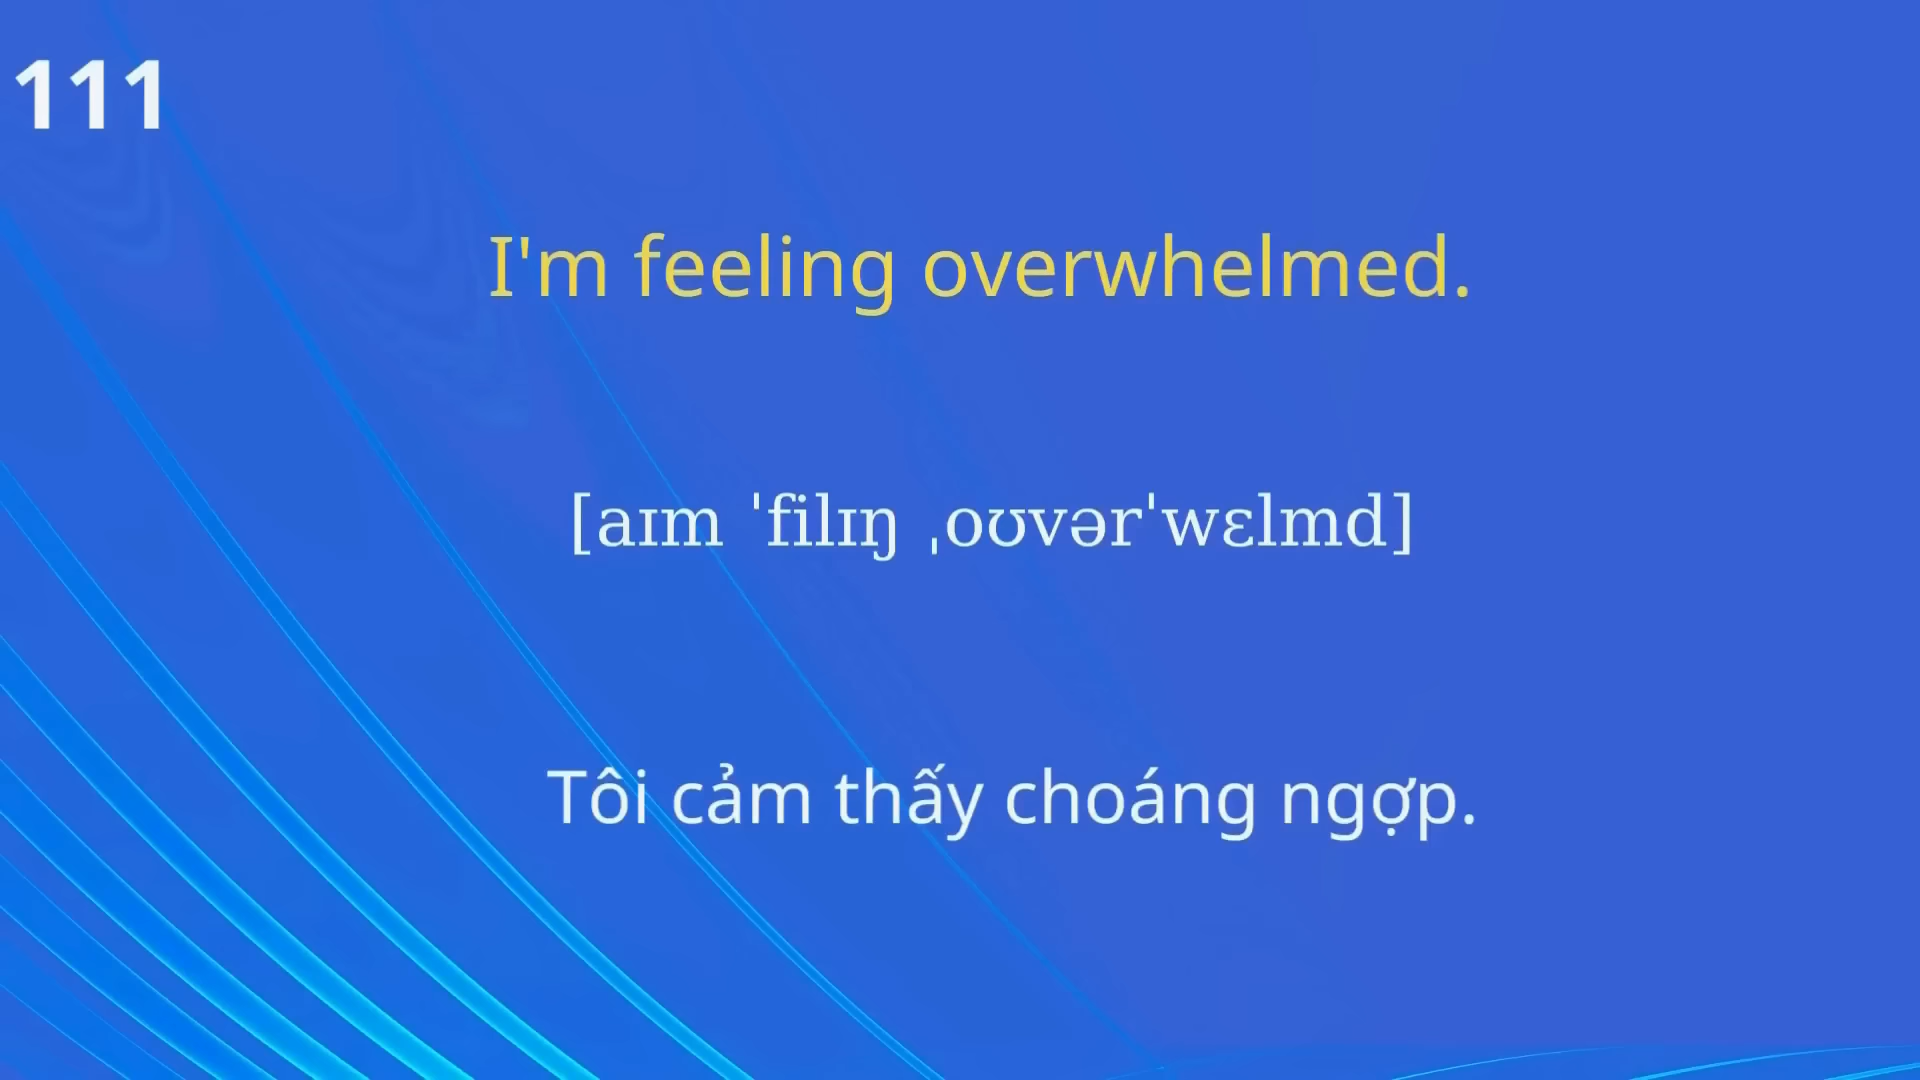 111
I'm feeling overwhelmed.
[aɪm ˈfilɪŋ ˌoʊvərˈwɛlmd]
Tôi cảm thấy choáng ngợp.